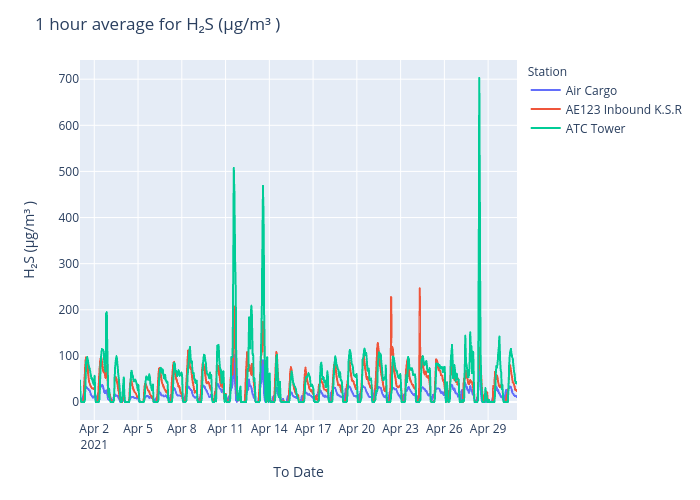 1 hour average for H₂S (µg/m³ )
Station
Air Cargo
AE123 Inbound K.S.R
ATC Tower
H₂S (µg/m³ )
700
600
500
400
300
200
100
0
Apr 2 Apr 5 Apr 8 Apr 11 Apr 14 Apr 17 Apr 20 Apr 23 Apr 26 Apr 29
2021
To Date